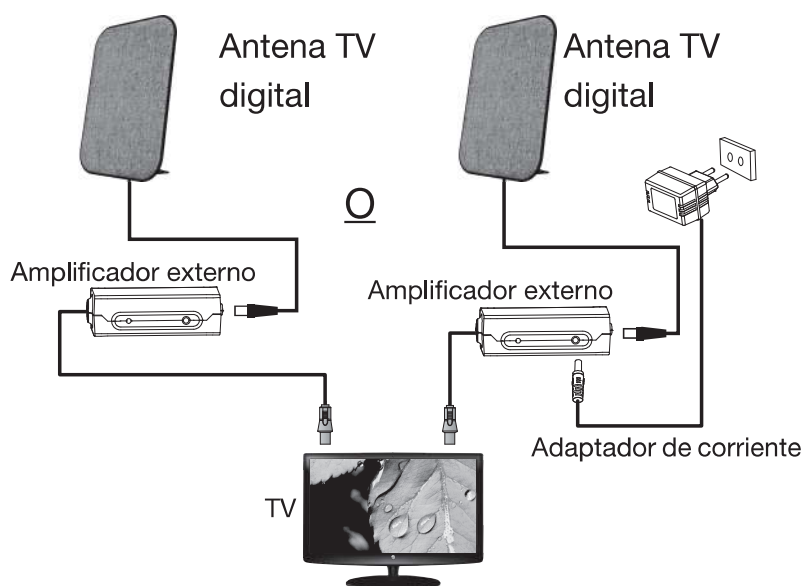 Antena TV
digital
Antena TV
digital
O
Amplificador externo
Amplificador externo
Adaptador de corriente
TV